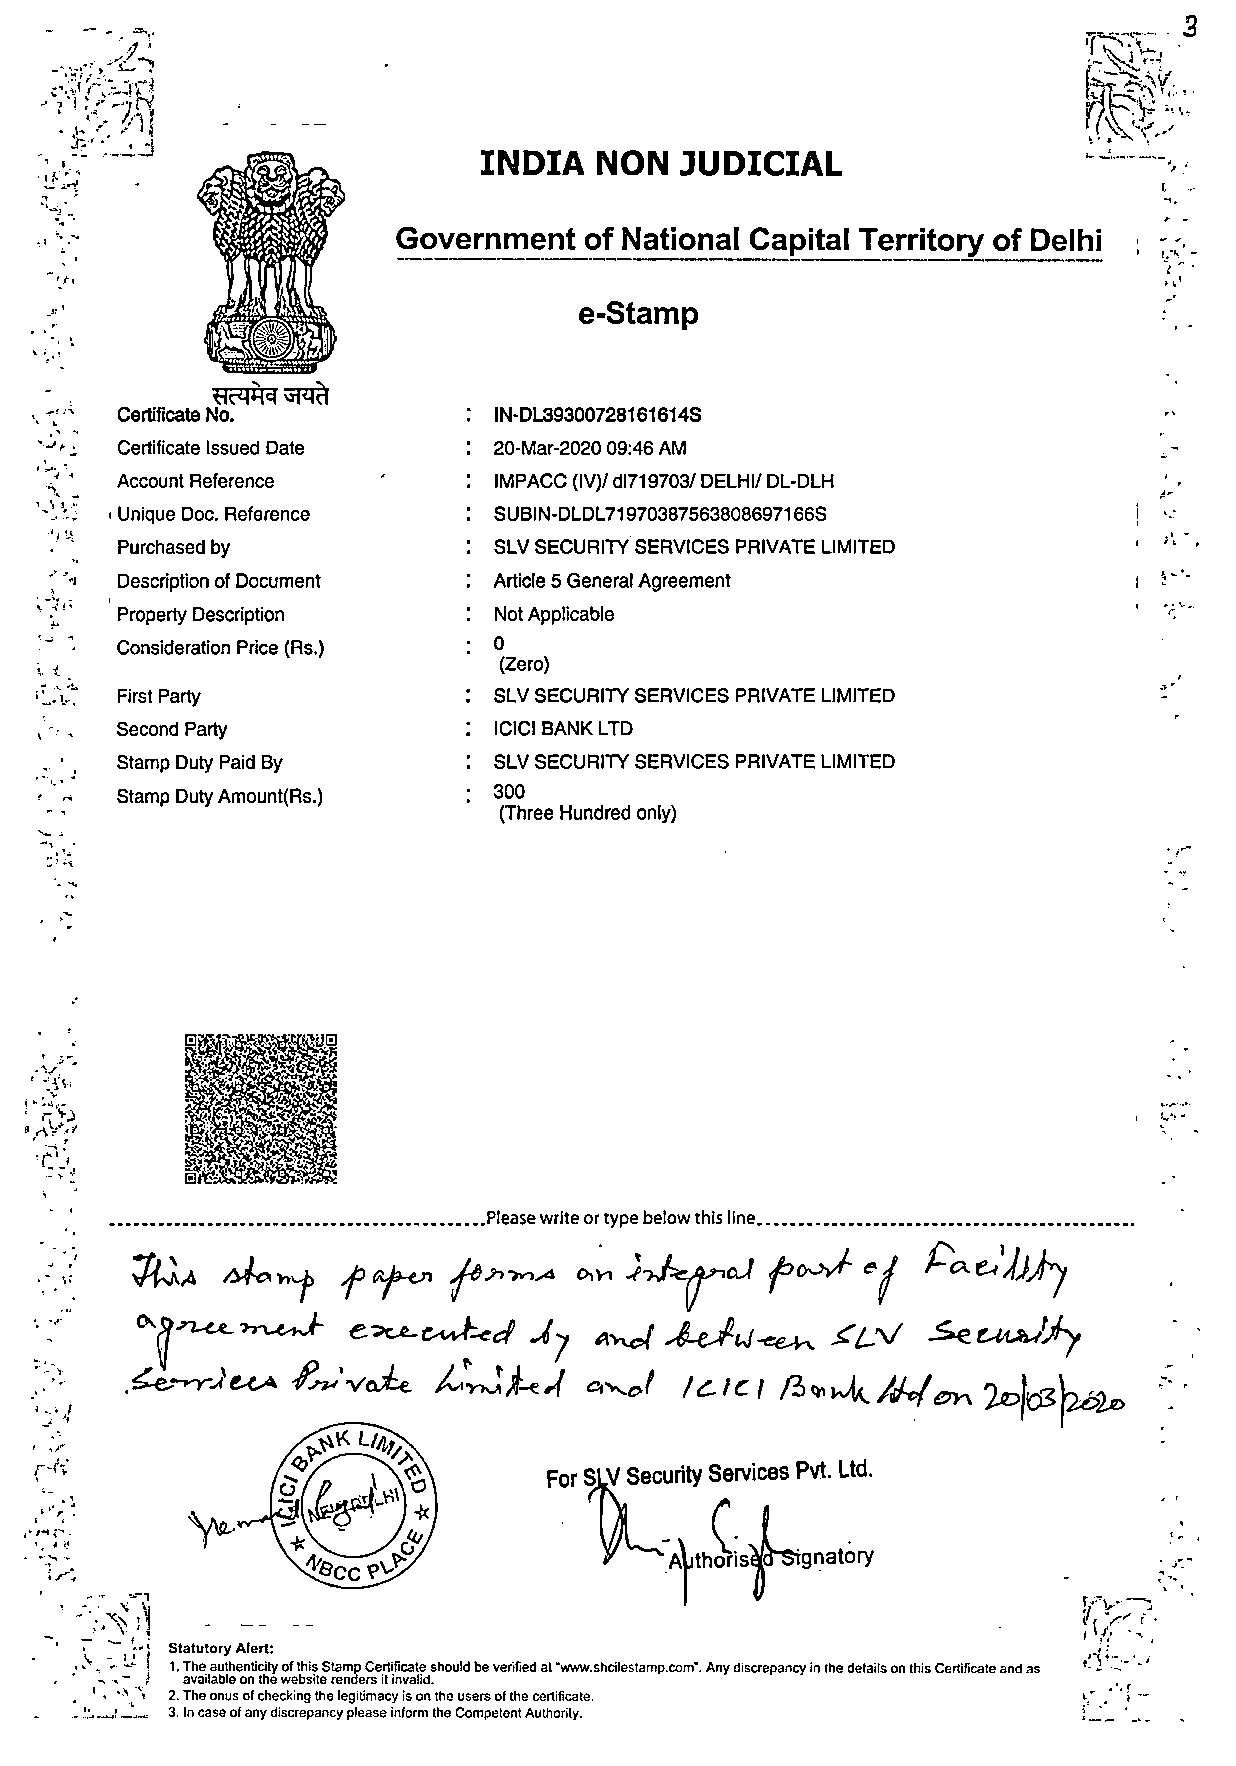 3
INDIA NON JUDICIAL
Government of National Capital Territory of Delhi
e-Stamp
सत्यमेव जयते
Certificate No. : IN-DL39300728161614S
Certificate Issued Date : 20-Mar-2020 09:46 AM
Account Reference : IMPACC (IV)/ dl719703/ DELHI/ DL-DLH
Unique Doc. Reference : SUBIN-DLDL71970387563808697166S
Purchased by : SLV SECURITY SERVICES PRIVATE LIMITED
Description of Document : Article 5 General Agreement
Property Description : Not Applicable
Consideration Price (Rs.) : 0
(Zero)
First Party : SLV SECURITY SERVICES PRIVATE LIMITED
Second Party : ICICI BANK LTD
Stamp Duty Paid By : SLV SECURITY SERVICES PRIVATE LIMITED
Stamp Duty Amount(Rs.) : 300
(Three Hundred only)
Please write or type below this line
This stamp paper forms an integral part of Facility
agreement executed by and between SLV Security
Services Private Limited and ICICI Bank Ltd on 20/03/2020
ICICI BANK LIMITED
NEW DELHI
★ NBCC PLACE ★
For SLV Security Services Pvt. Ltd.
Authorised Signatory
Statutory Alert:
1. The authenticity of this Stamp Certificate should be verified at "www.shcilestamp.com". Any discrepancy in the details on this Certificate and as
available on the website renders it invalid.
2. The onus of checking the legitimacy is on the users of the certificate.
3. In case of any discrepancy please inform the Competent Authority.